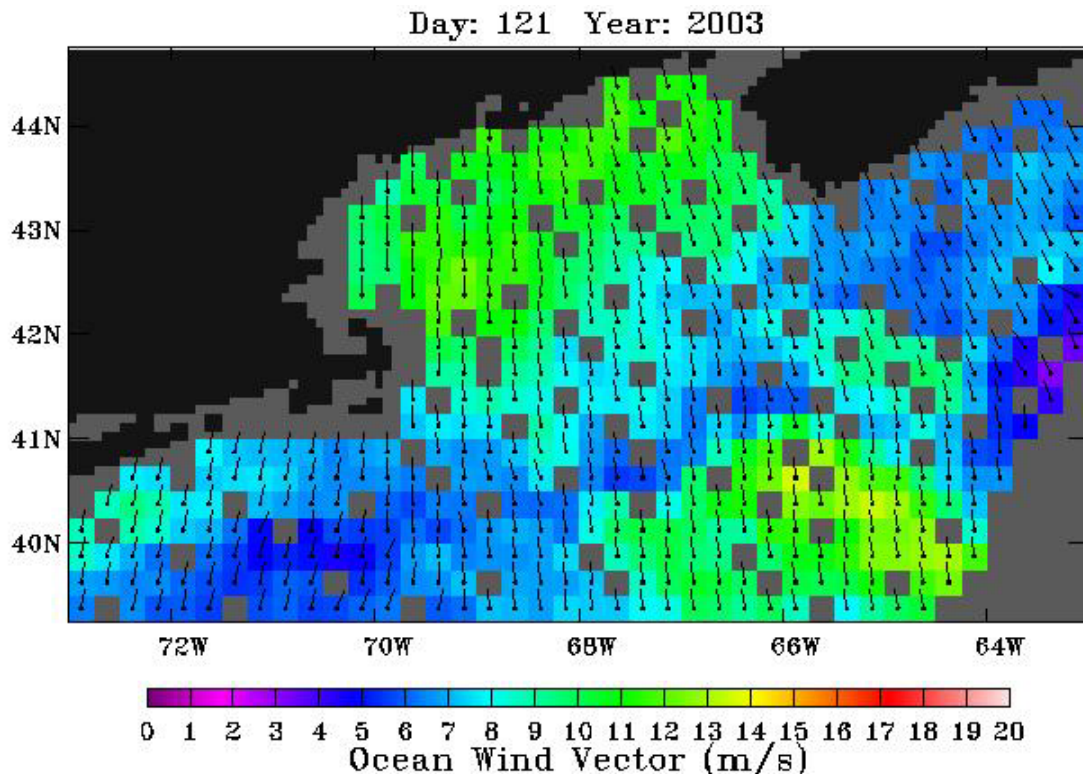 Day: 121 Year: 2003
44N
43N
42N
41N
40N
72W 70W 68W 66W 64W
0 1 2 3 4 5 6 7 8 9 10 11 12 13 14 15 16 17 18 19 20
Ocean Wind Vector (m/s)